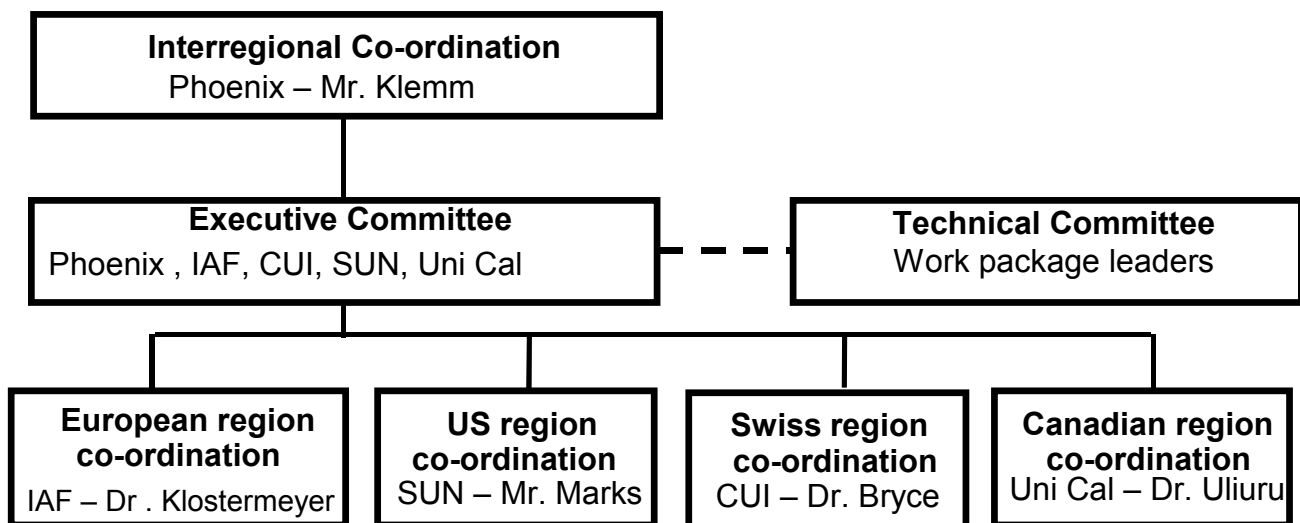 Interregional Co-ordination
Phoenix – Mr. Klemm
Executive Committee
Phoenix , IAF, CUI, SUN, Uni Cal
Technical Committee
Work package leaders
European region
co-ordination
IAF – Dr . Klostermeyer
US region
co-ordination
SUN – Mr. Marks
Swiss region
co-ordination
CUI – Dr. Bryce
Canadian region
co-ordination
Uni Cal – Dr. Uliuru